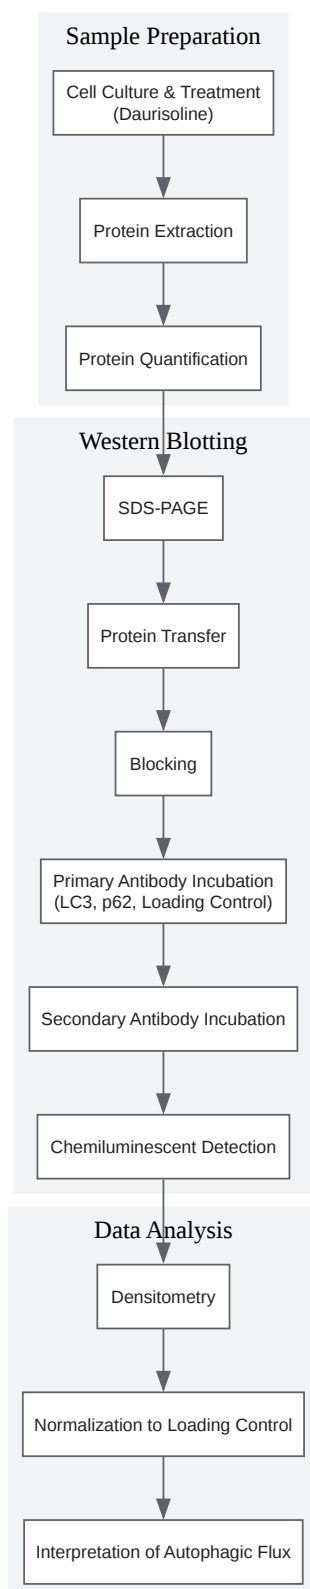 Sample Preparation
Cell Culture & Treatment
(Daurisoline)
Protein Extraction
Protein Quantification
Western Blotting
SDS-PAGE
Protein Transfer
Blocking
Primary Antibody Incubation
(LC3, p62, Loading Control)
Secondary Antibody Incubation
Chemiluminescent Detection
Data Analysis
Densitometry
Normalization to Loading Control
Interpretation of Autophagic Flux